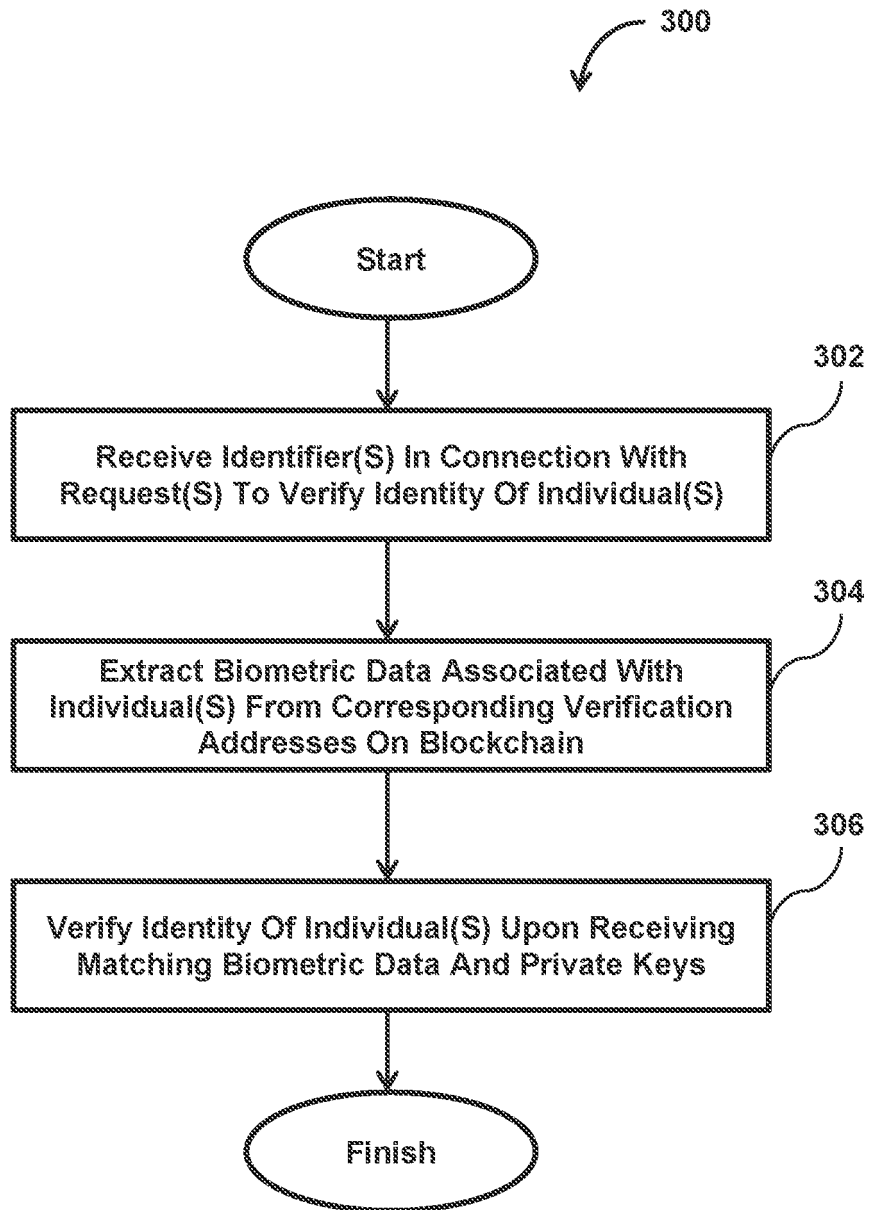 300
Start
302
Receive Identifier(S) In Connection With
Request(S) To Verify Identity Of Individual(S)
304
Extract Biometric Data Associated With
Individual(S) From Corresponding Verification
Addresses On Blockchain
306
Verify Identity Of Individual(S) Upon Receiving
Matching Biometric Data And Private Keys
Finish